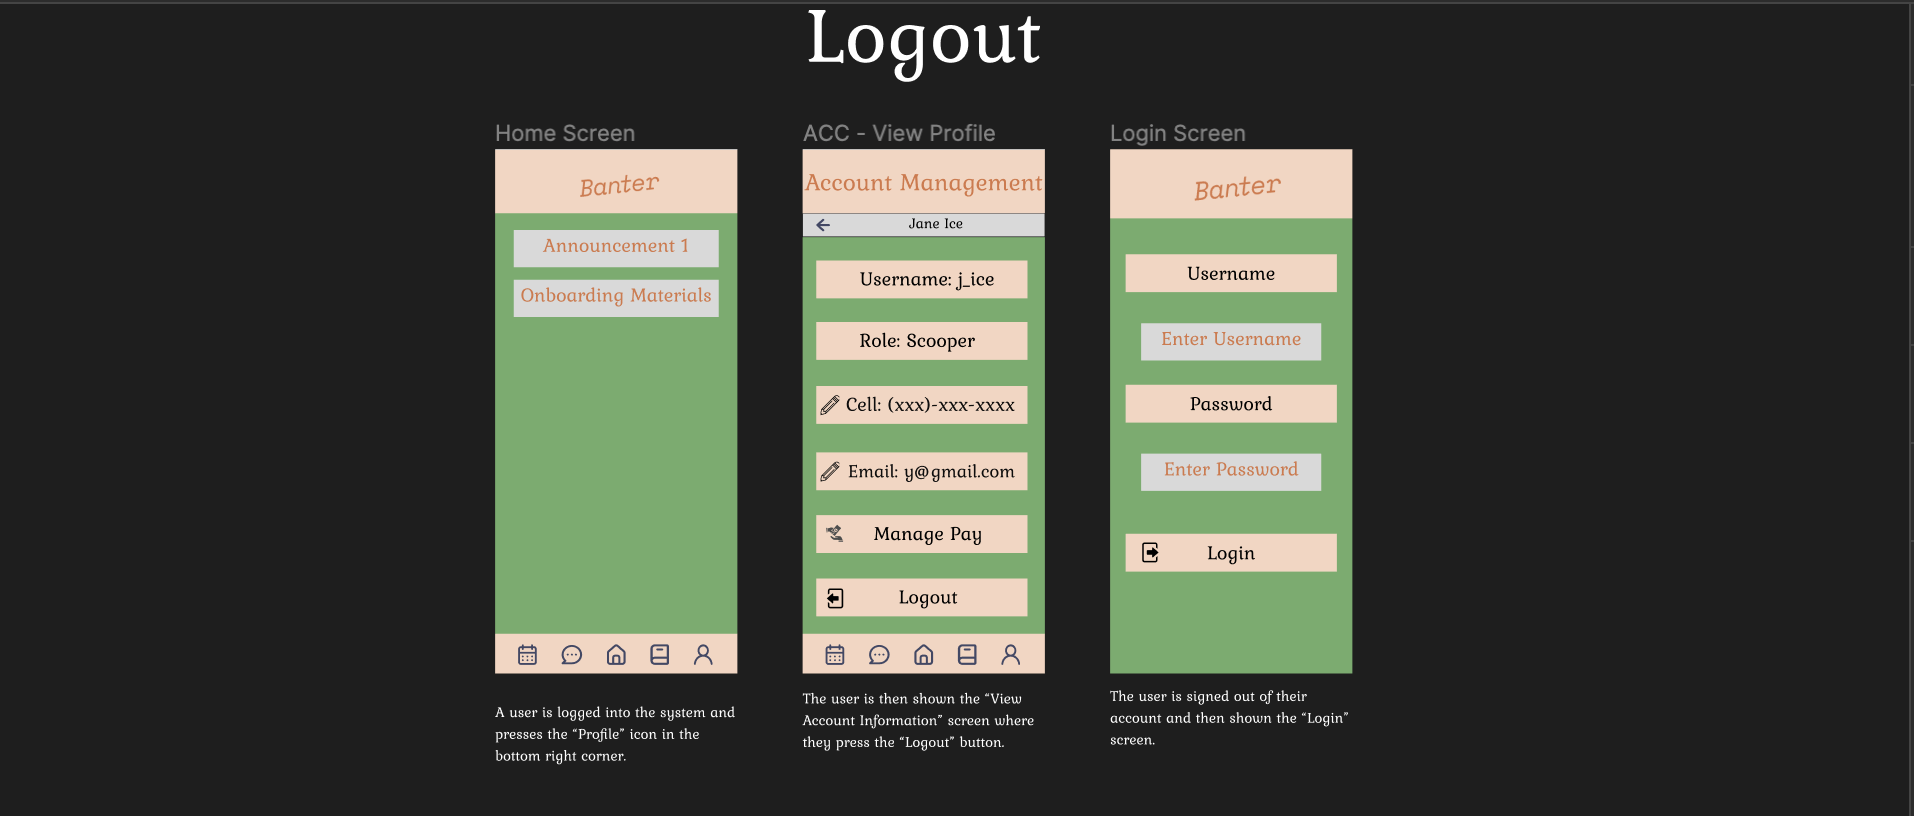 Logout
Home Screen
Banter
Announcement 1
Onboarding Materials
A user is logged into the system and
presses the “Profile” icon in the
bottom right corner.
ACC - View Profile
Account Management
Jane Ice
Username: j_ice
Role: Scooper
Cell: (xxx)-xxx-xxxx
Email: y@gmail.com
Manage Pay
Logout
The user is then shown the “View
Account Information” screen where
they press the “Logout” button.
Login Screen
Banter
Username
Enter Username
Password
Enter Password
Login
The user is signed out of their
account and then shown the “Login”
screen.